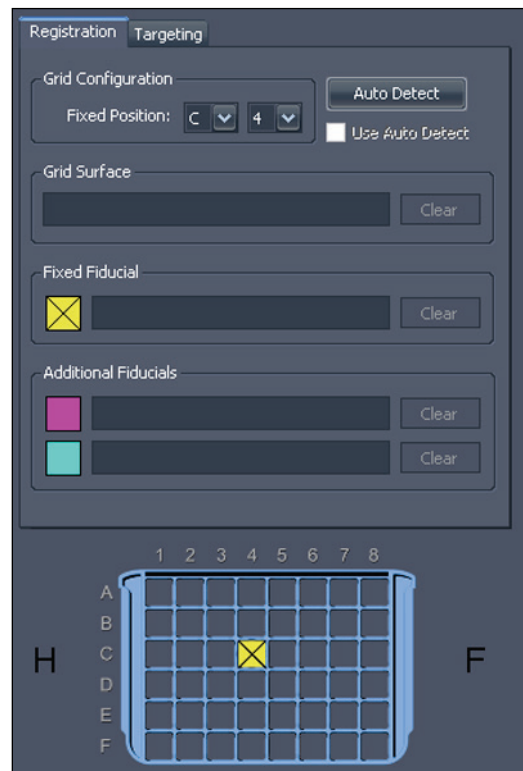 Registration Targeting
Grid Configuration
Fixed Position: C 4
Auto Detect
Use Auto Detect
Grid Surface
Clear
Fixed Fiducial
Clear
Additional Fiducials
Clear
Clear
1 2 3 4 5 6 7 8
A
B
H C F
D
E
F